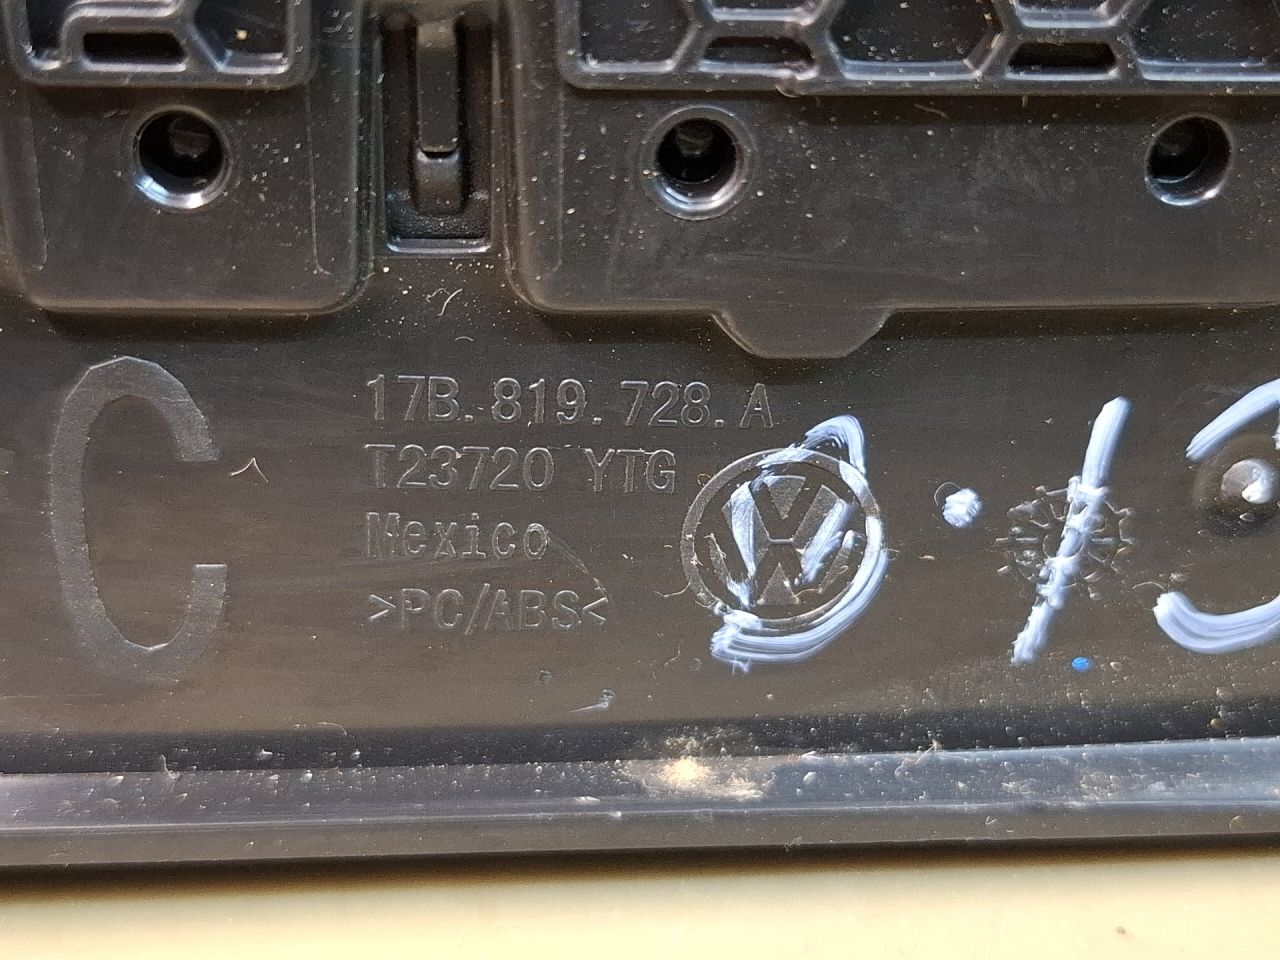 C
17B.819.728.A
T23720 YTG
Mexico
>PC/ABS<